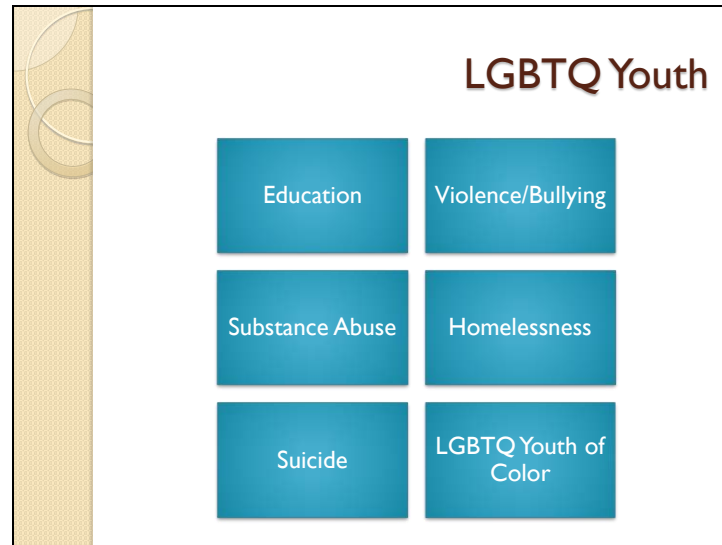 LGBTQ Youth
Education
Violence/Bullying
Substance Abuse
Homelessness
Suicide
LGBTQ Youth of
Color